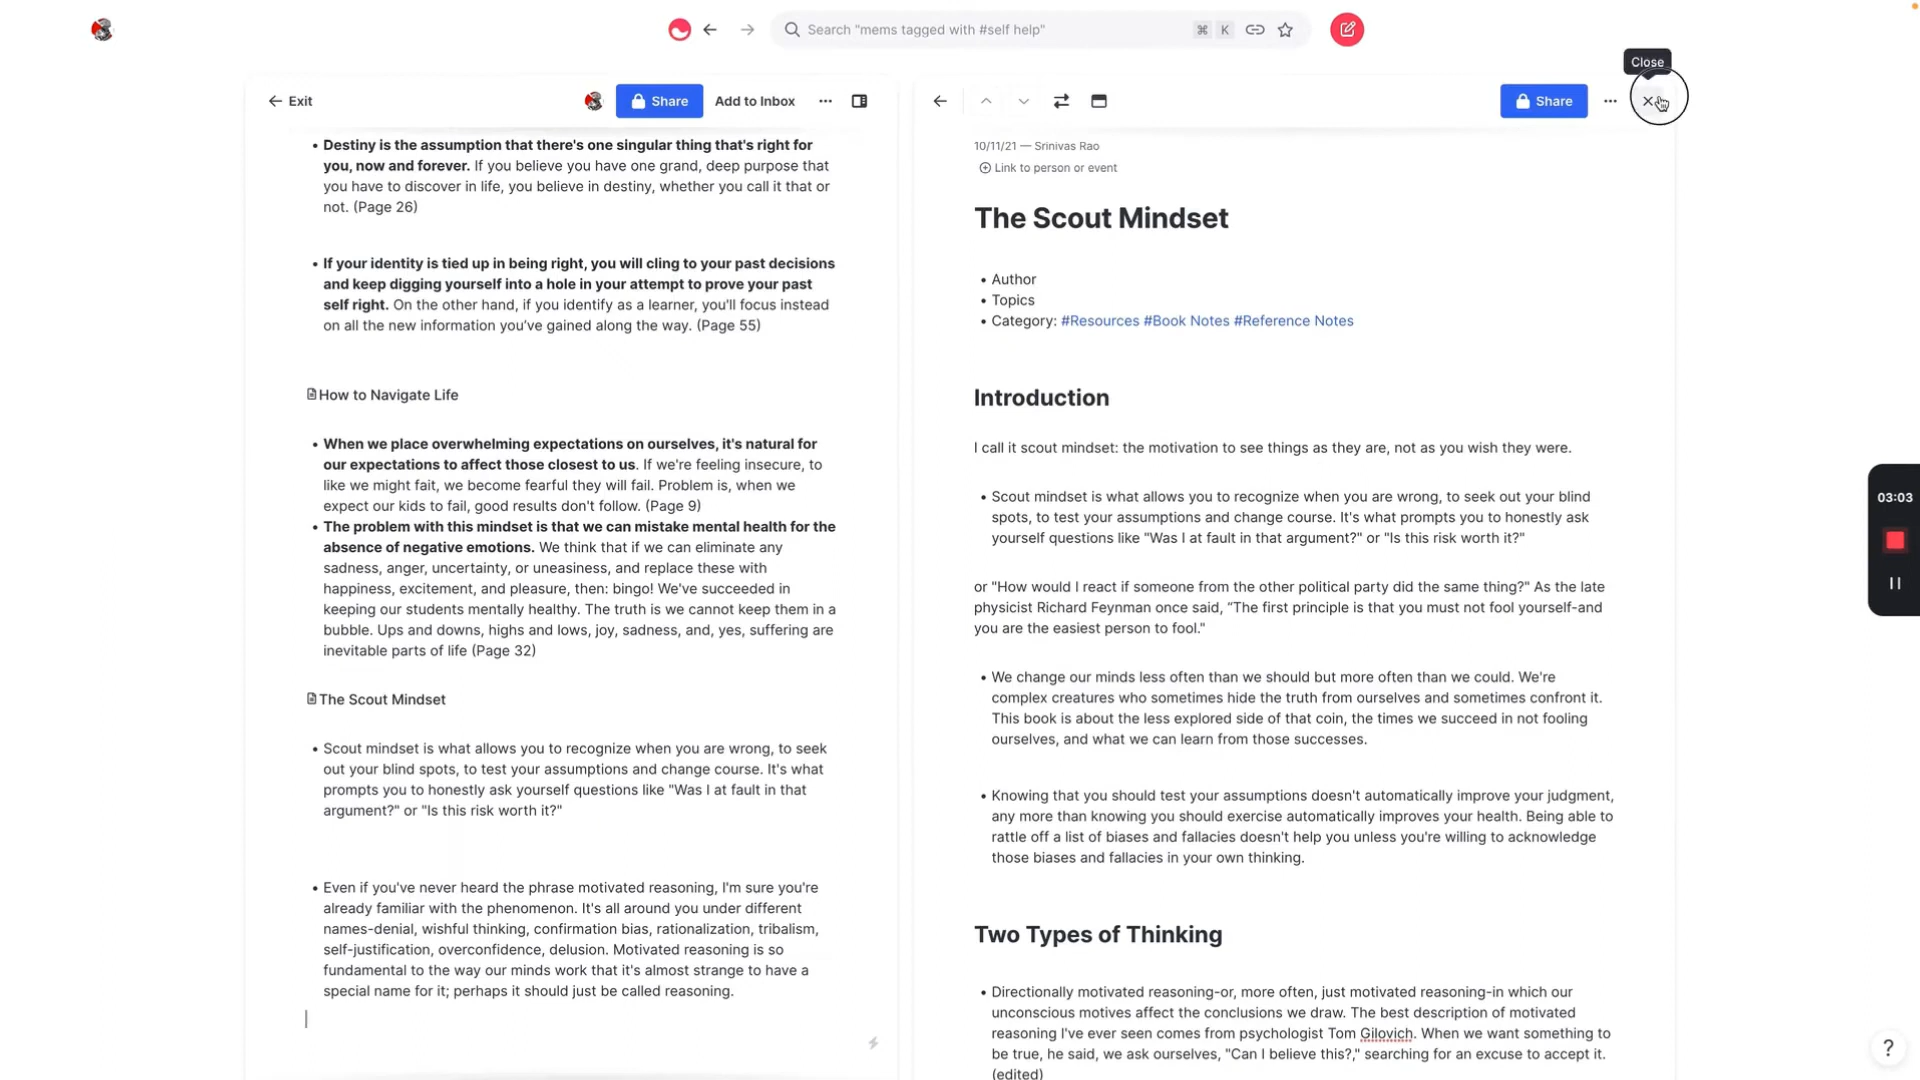 Search "mems tagged with #self help"
⌘ K
Close
Exit
Share
Add to Inbox
Share
• Destiny is the assumption that there's one singular thing that's right for
you, now and forever. If you believe you have one grand, deep purpose that
you have to discover in life, you believe in destiny, whether you call it that or
not. (Page 26)
• If your identity is tied up in being right, you will cling to your past decisions
and keep digging yourself into a hole in your attempt to prove your past
self right. On the other hand, if you identify as a learner, you'll focus instead
on all the new information you've gained along the way. (Page 55)
How to Navigate Life
• When we place overwhelming expectations on ourselves, it's natural for
our expectations to affect those closest to us. If we're feeling insecure, to
like we might fait, we become fearful they will fail. Problem is, when we
expect our kids to fail, good results don't follow. (Page 9)
• The problem with this mindset is that we can mistake mental health for the
absence of negative emotions. We think that if we can eliminate any
sadness, anger, uncertainty, or uneasiness, and replace these with
happiness, excitement, and pleasure, then: bingo! We've succeeded in
keeping our students mentally healthy. The truth is we cannot keep them in a
bubble. Ups and downs, highs and lows, joy, sadness, and, yes, suffering are
inevitable parts of life (Page 32)
The Scout Mindset
• Scout mindset is what allows you to recognize when you are wrong, to seek
out your blind spots, to test your assumptions and change course. It's what
prompts you to honestly ask yourself questions like "Was I at fault in that
argument?" or "Is this risk worth it?"
• Even if you've never heard the phrase motivated reasoning, I'm sure you're
already familiar with the phenomenon. It's all around you under different
names-denial, wishful thinking, confirmation bias, rationalization, tribalism,
self-justification, overconfidence, delusion. Motivated reasoning is so
fundamental to the way our minds work that it's almost strange to have a
special name for it; perhaps it should just be called reasoning.
10/11/21 — Srinivas Rao
Link to person or event
The Scout Mindset
• Author
• Topics
• Category: #Resources #Book Notes #Reference Notes
Introduction
I call it scout mindset: the motivation to see things as they are, not as you wish they were.
• Scout mindset is what allows you to recognize when you are wrong, to seek out your blind
spots, to test your assumptions and change course. It's what prompts you to honestly ask
yourself questions like "Was I at fault in that argument?" or "Is this risk worth it?"
or "How would I react if someone from the other political party did the same thing?" As the late
physicist Richard Feynman once said, “The first principle is that you must not fool yourself-and
you are the easiest person to fool."
• We change our minds less often than we should but more often than we could. We're
complex creatures who sometimes hide the truth from ourselves and sometimes confront it.
This book is about the less explored side of that coin, the times we succeed in not fooling
ourselves, and what we can learn from those successes.
• Knowing that you should test your assumptions doesn't automatically improve your judgment,
any more than knowing you should exercise automatically improves your health. Being able to
rattle off a list of biases and fallacies doesn't help you unless you're willing to acknowledge
those biases and fallacies in your own thinking.
Two Types of Thinking
• Directionally motivated reasoning-or, more often, just motivated reasoning-in which our
unconscious motives affect the conclusions we draw. The best description of motivated
reasoning I've ever seen comes from psychologist Tom Gilovich. When we want something to
be true, he said, we ask ourselves, "Can I believe this?," searching for an excuse to accept it.
(edited)
03:03
?